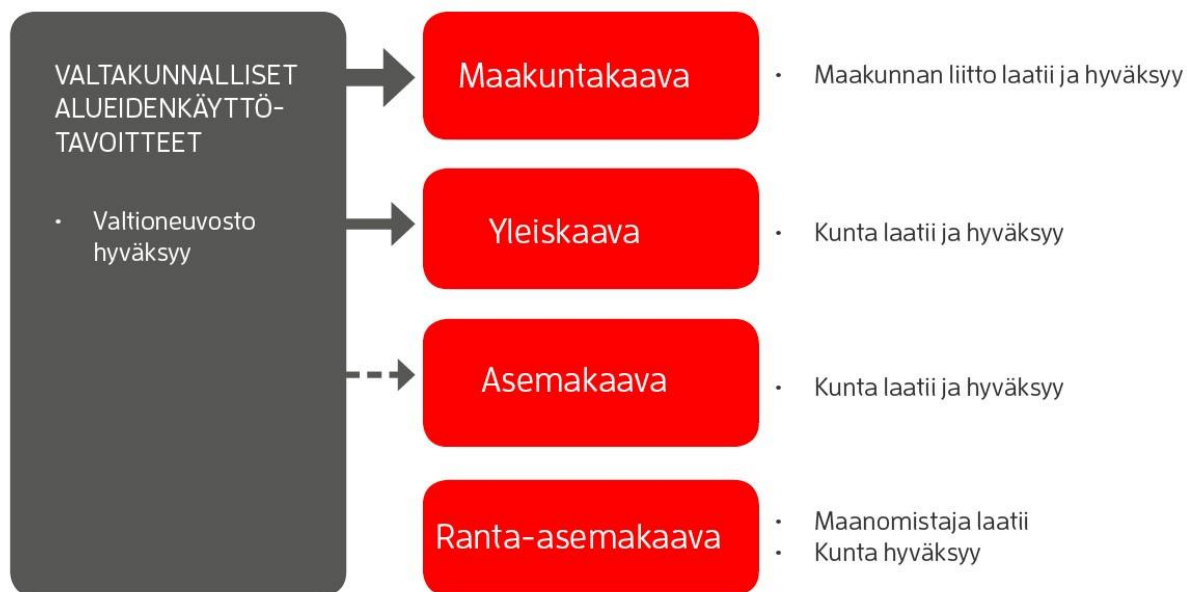 VALTAKUNNALLISET
ALUEIDENKÄYTTÖ-
TAVOITTEET
• Valtioneuvosto
hyväksyy
Maakuntakaava
• Maakunnan liitto laatii ja hyväksyy
Yleiskaava
• Kunta laatii ja hyväksyy
Asemakaava
• Kunta laatii ja hyväksyy
Ranta-asemakaava
• Maanomistaja laatii
• Kunta hyväksyy